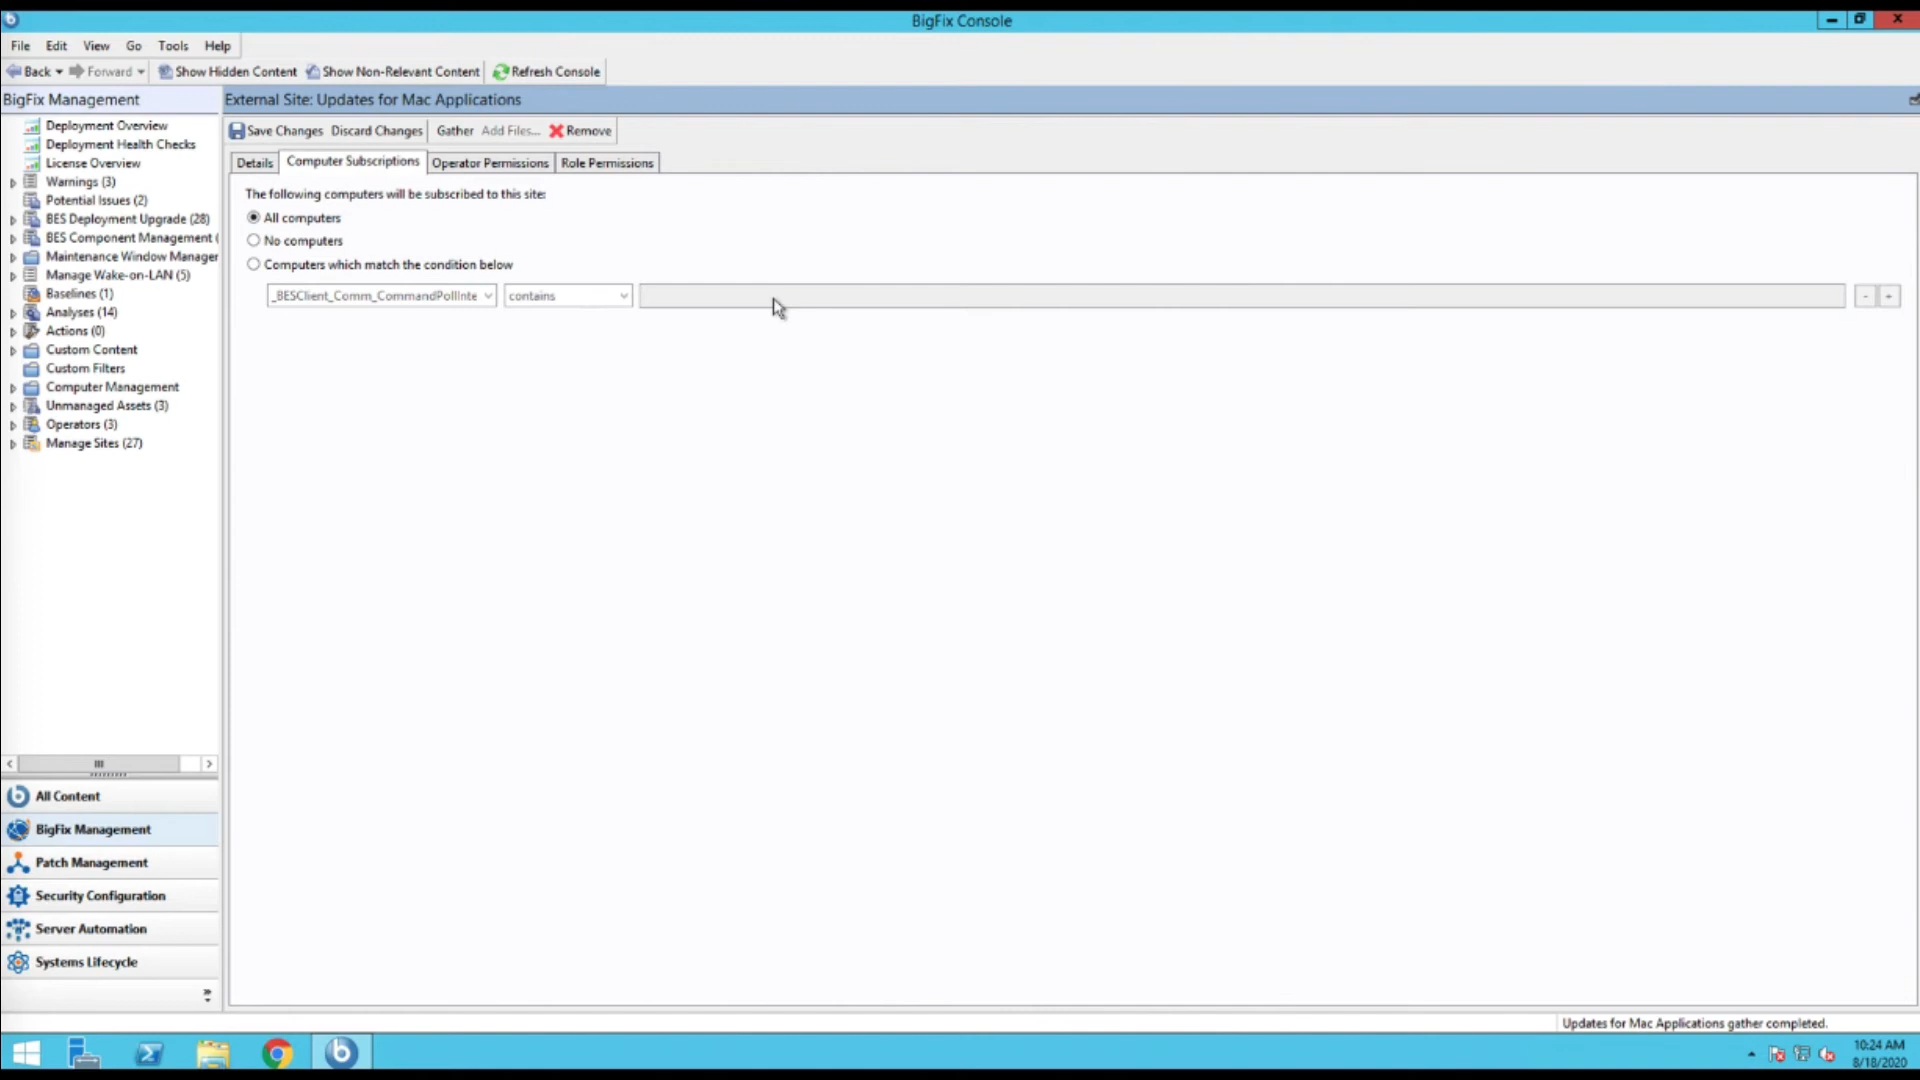 BigFix Console
File Edit View Go Tools Help
Back Forward Show Hidden Content Show Non-Relevant Content Refresh Console
BigFix Management
External Site: Updates for Mac Applications
Save Changes Discard Changes Gather Add Files... Remove
Details Computer Subscriptions Operator Permissions Role Permissions
The following computers will be subscribed to this site:
All computers
No computers
Computers which match the condition below
_BESClient_Comm_CommandPollInte contains - +
Deployment Overview
Deployment Health Checks
License Overview
Warnings (3)
Potential Issues (2)
BES Deployment Upgrade (28)
BES Component Management (
Maintenance Window Manager
Manage Wake-on-LAN (5)
Baselines (1)
Analyses (14)
Actions (0)
Custom Content
Custom Filters
Computer Management
Unmanaged Assets (3)
Operators (3)
Manage Sites (27)
All Content
BigFix Management
Patch Management
Security Configuration
Server Automation
Systems Lifecycle
Updates for Mac Applications gather completed.
10:24 AM
8/18/2020